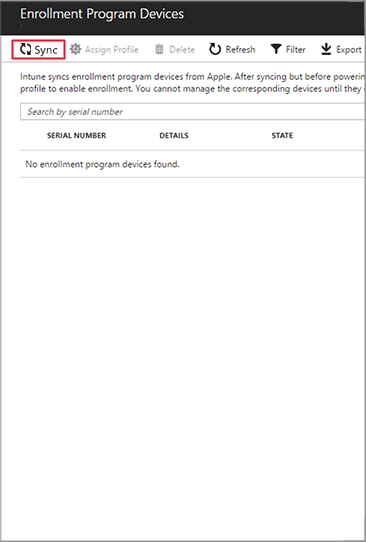 Enrollment Program Devices
Sync Assign Profile Delete Refresh Filter Export
Intune syncs enrollment program devices from Apple. After syncing but before powerin
profile to enable enrollment. You cannot manage the corresponding devices until they
Search by serial number
SERIAL NUMBER DETAILS STATE
No enrollment program devices found.